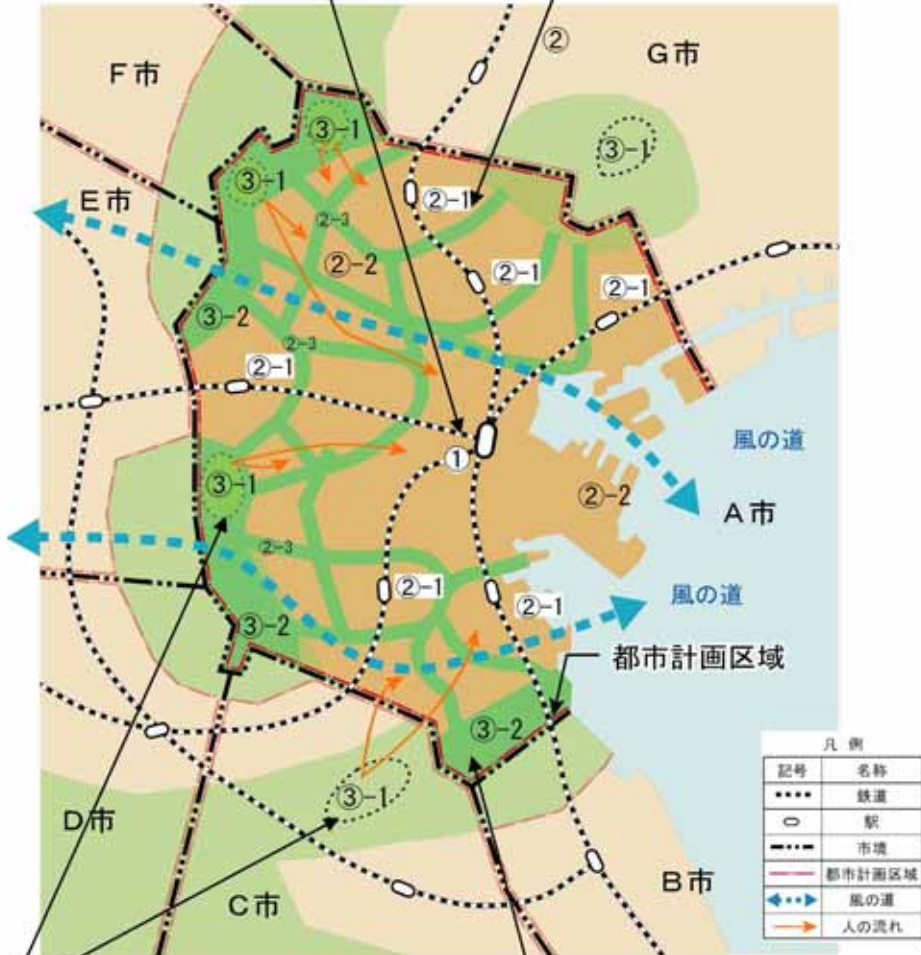 ②
F市
G市
③-1
③-1
③-1
E市
②-1
②-3
②-2
②-1
②-1
③-2
②-3
②-1
風の道
①
③-1
②-2
A市
②-3
②-1
②-1
風の道
③-2
都市計画区域
③-2
③-1
D市
C市
B市
凡 例
記号 名称
鉄道
駅
市境
都市計画区域
風の道
人の流れ